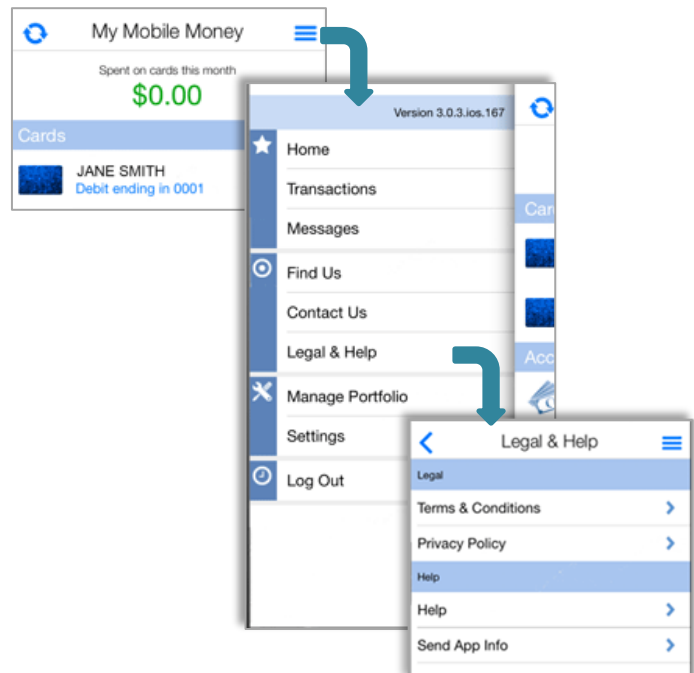 My Mobile Money
Spent on cards this month
$0.00
Cards
JANE SMITH
Debit ending in 0001
Version 3.0.3.ios.167
Home
Transactions
Messages
Find Us
Contact Us
Legal & Help
Manage Portfolio
Settings
Log Out
Car
Acc
Legal & Help
Legal
Terms & Conditions
Privacy Policy
Help
Help
Send App Info